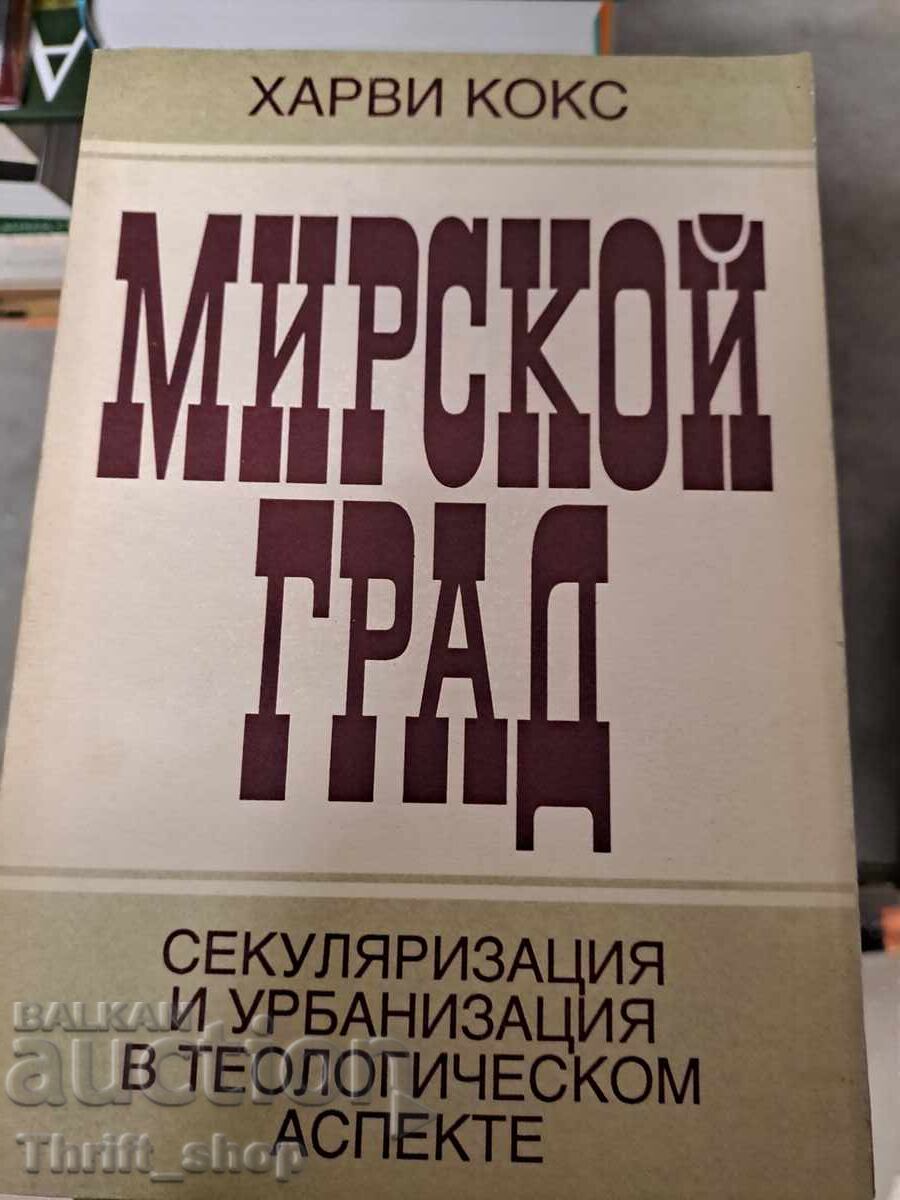 ХАРВИ КОКС
МИРСКОЙ
ГРАД
СЕКУЛЯРИЗАЦИЯ
И УРБАНИЗАЦИЯ
В ТЕОЛОГИЧЕСКОМ
АСПЕКТЕ
BALKAN
auction
Thrift_shop